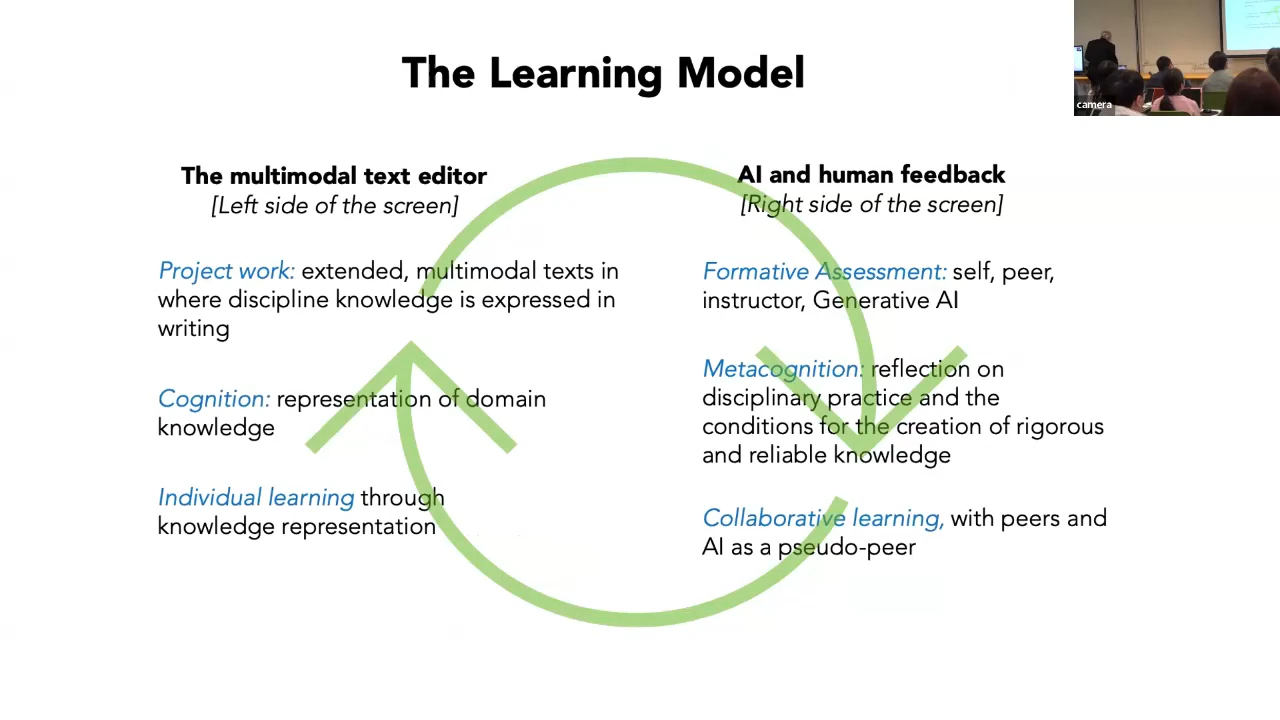 The Learning Model
camera
The multimodal text editor
[Left side of the screen]
Project work: extended, multimodal texts in
where discipline knowledge is expressed in
writing
Cognition: representation of domain
knowledge
Individual learning through
knowledge representation
AI and human feedback
[Right side of the screen]
Formative Assessment: self, peer,
instructor, Generative AI
Metacognition: reflection on
disciplinary practice and the
conditions for the creation of rigorous
and reliable knowledge
Collaborative learning, with peers and
AI as a pseudo-peer